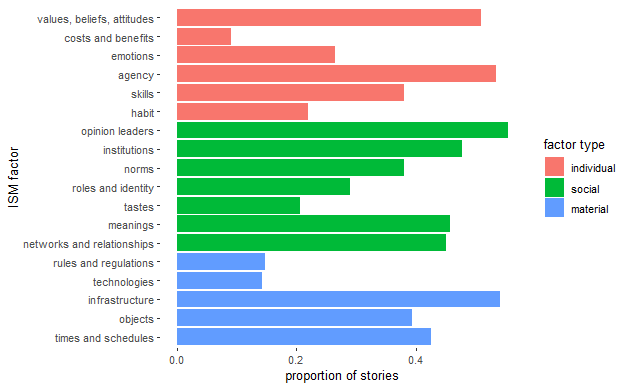 values, beliefs, attitudes
costs and benefits
emotions
agency
skills
habit
opinion leaders
institutions
norms
roles and identity
tastes
meanings
networks and relationships
rules and regulations
technologies
infrastructure
objects
times and schedules
ISM factor
0.0 0.2 0.4
proportion of stories
factor type
individual
social
material